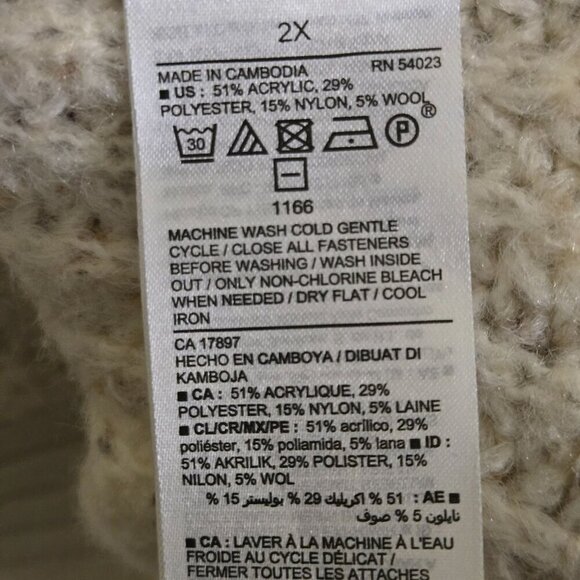 2X
MADE IN CAMBODIA RN 54023
■ US : 51% ACRYLIC, 29%
POLYESTER, 15% NYLON, 5% WOOL
30 P ®
1166
MACHINE WASH COLD GENTLE
CYCLE / CLOSE ALL FASTENERS
BEFORE WASHING / WASH INSIDE
OUT / ONLY NON-CHLORINE BLEACH
WHEN NEEDED / DRY FLAT / COOL
IRON
CA 17897
HECHO EN CAMBOYA / DIBUAT DI
KAMBOJA
■ CA : 51% ACRYLIQUE, 29%
POLYESTER, 15% NYLON, 5% LAINE
■ CL/CR/MX/PE : 51% acrílico, 29%
poliéster, 15% poliamida, 5% lana ■ ID :
51% AKRILIK, 29% POLISTER, 15%
NILON, 5% WOL
■ AE : 51 % اكريليك 29 % بوليستر 15 %
نايلون 5 % صوف
■ CA : LAVER À LA MACHINE À L'EAU
FROIDE AU CYCLE DÉLICAT /
FERMER TOUTES LES ATTACHES